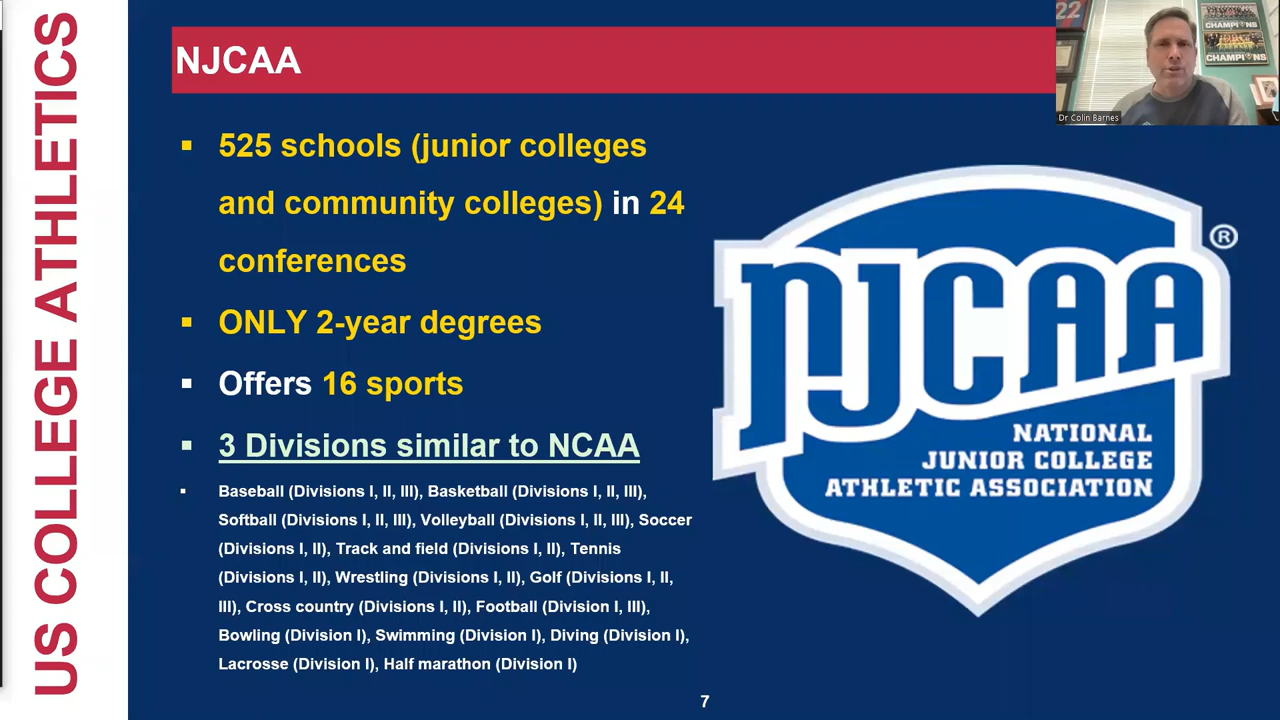 US COLLEGE ATHLETICS
NJCAA
525 schools (junior colleges
and community colleges) in 24
conferences
ONLY 2-year degrees
Offers 16 sports
3 Divisions similar to NCAA
Baseball (Divisions I, II, III), Basketball (Divisions I, II, III),
Softball (Divisions I, II, III), Volleyball (Divisions I, II, III), Soccer
(Divisions I, II), Track and field (Divisions I, II), Tennis
(Divisions I, II), Wrestling (Divisions I, II), Golf (Divisions I, II,
III), Cross country (Divisions I, II), Football (Division I, III),
Bowling (Division I), Swimming (Division I), Diving (Division I),
Lacrosse (Division I), Half marathon (Division I)
22
CHAMPIONS
CHAMPIONS
Dr Colin Barnes
NJCAA
®
NATIONAL
JUNIOR COLLEGE
ATHLETIC ASSOCIATION
7